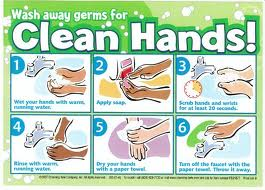 Wash away germs for
Clean Hands!
1
Wet your hands with warm,
running water.
2
Apply soap.
3
Scrub hands and wrists
for at least 20 seconds.
4
Rinse with warm,
running water.
5
Dry your hands
with a paper towel.
6
Turn off the faucet with the
paper towel. Throw it away.